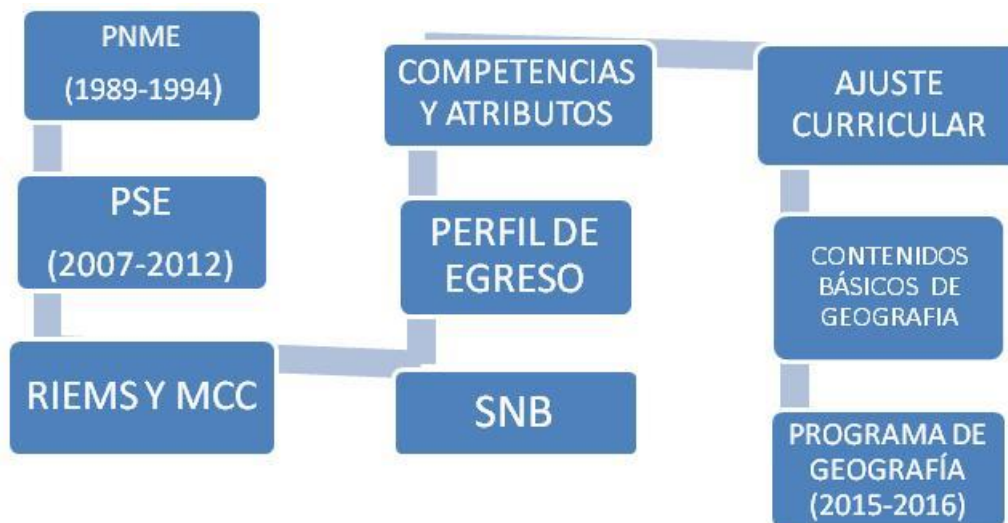 PNME
(1989-1994)
PSE
(2007-2012)
RIEMS Y MCC
SNB
PERFIL DE
EGRESO
COMPETENCIAS
Y ATRIBUTOS
AJUSTE
CURRICULAR
CONTENIDOS
BÁSICOS DE
GEOGRAFIA
PROGRAMA DE
GEOGRAFÍA
(2015-2016)